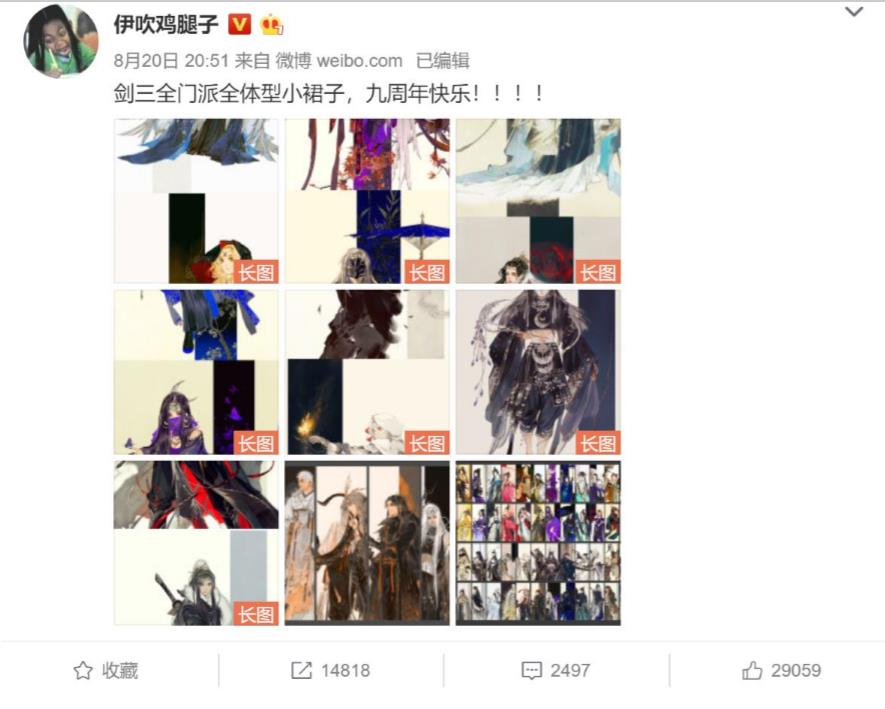 伊吹鸡腿子
8月20日 20:51 来自 微博 weibo.com 已编辑
剑三全门派全体型小裙子，九周年快乐！！！！
长图 长图 长图
长图 长图 长图
长图
收藏 14818 2497 29059